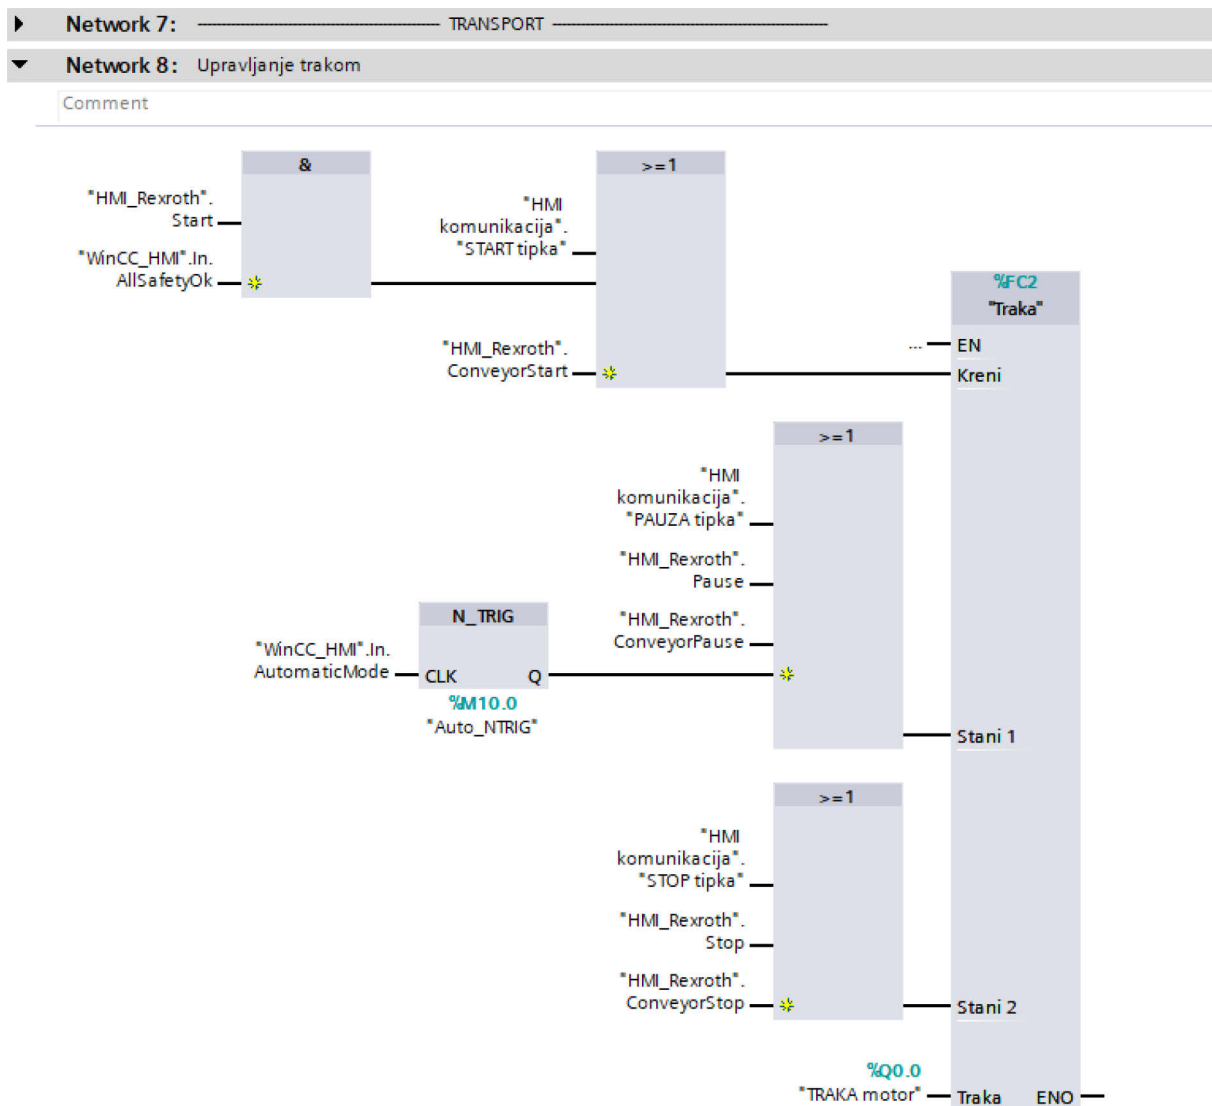 Network 7: ---------------------------------------- TRANSPORT ----------------------------------------
Network 8: Upravljanje trakom
Comment
&
"HMI_Rexroth".
Start
"WinCC_HMI".In.
AllSafetyOk
>=1
"HMI
komunikacija".
"START tipka"
"HMI_Rexroth".
ConveyorStart
%FC2
"Traka"
... EN
Kreni
>=1
"HMI
komunikacija".
"PAUZA tipka"
"HMI_Rexroth".
Pause
"HMI_Rexroth".
ConveyorPause
N_TRIG
"WinCC_HMI".In.
AutomaticMode
CLK Q
%M10.0
"Auto_NTRIG"
Stani 1
>=1
"HMI
komunikacija".
"STOP tipka"
"HMI_Rexroth".
Stop
"HMI_Rexroth".
ConveyorStop
Stani 2
%Q0.0
"TRAKA motor"
Traka ENO